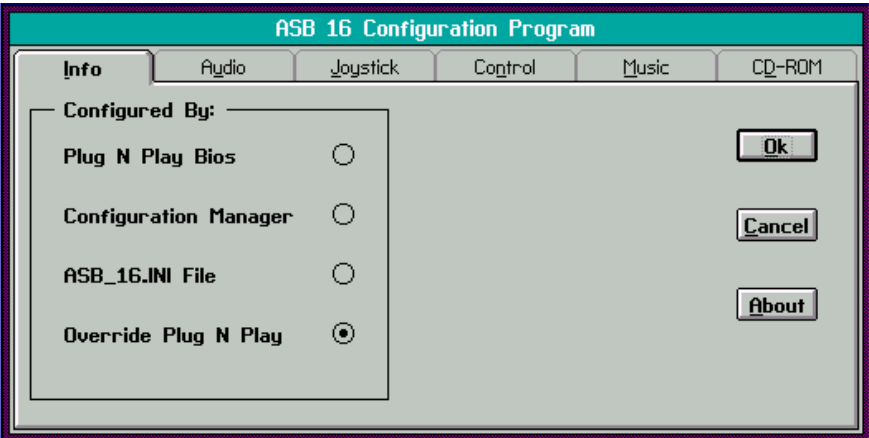 ASB 16 Configuration Program
Info Audio Joystick Control Music CD-ROM
Configured By:
Plug N Play Bios
Configuration Manager
ASB_16.INI File
Override Plug N Play
Ok
Cancel
About